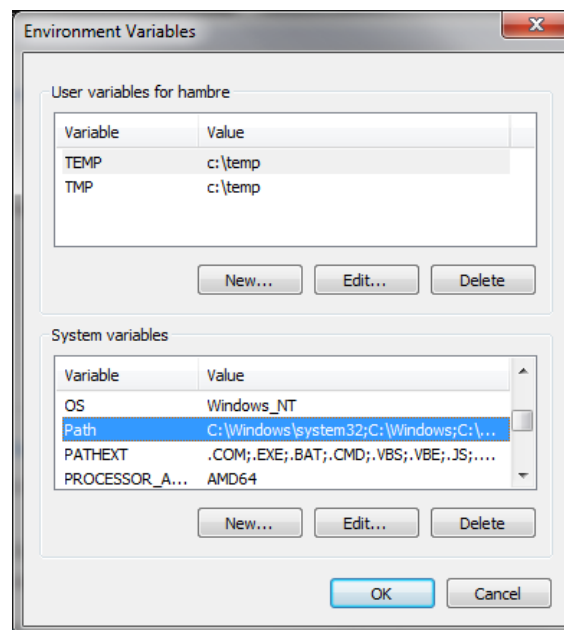 Environment Variables
User variables for hambre
Variable Value
TEMP c:\temp
TMP c:\temp
New... Edit... Delete
System variables
Variable Value
OS Windows_NT
Path C:\Windows\system32;C:\Windows;C:\...
PATHEXT .COM;.EXE;.BAT;.CMD;.VBS;.VBE;.JS;....
PROCESSOR_A... AMD64
New... Edit... Delete
OK Cancel